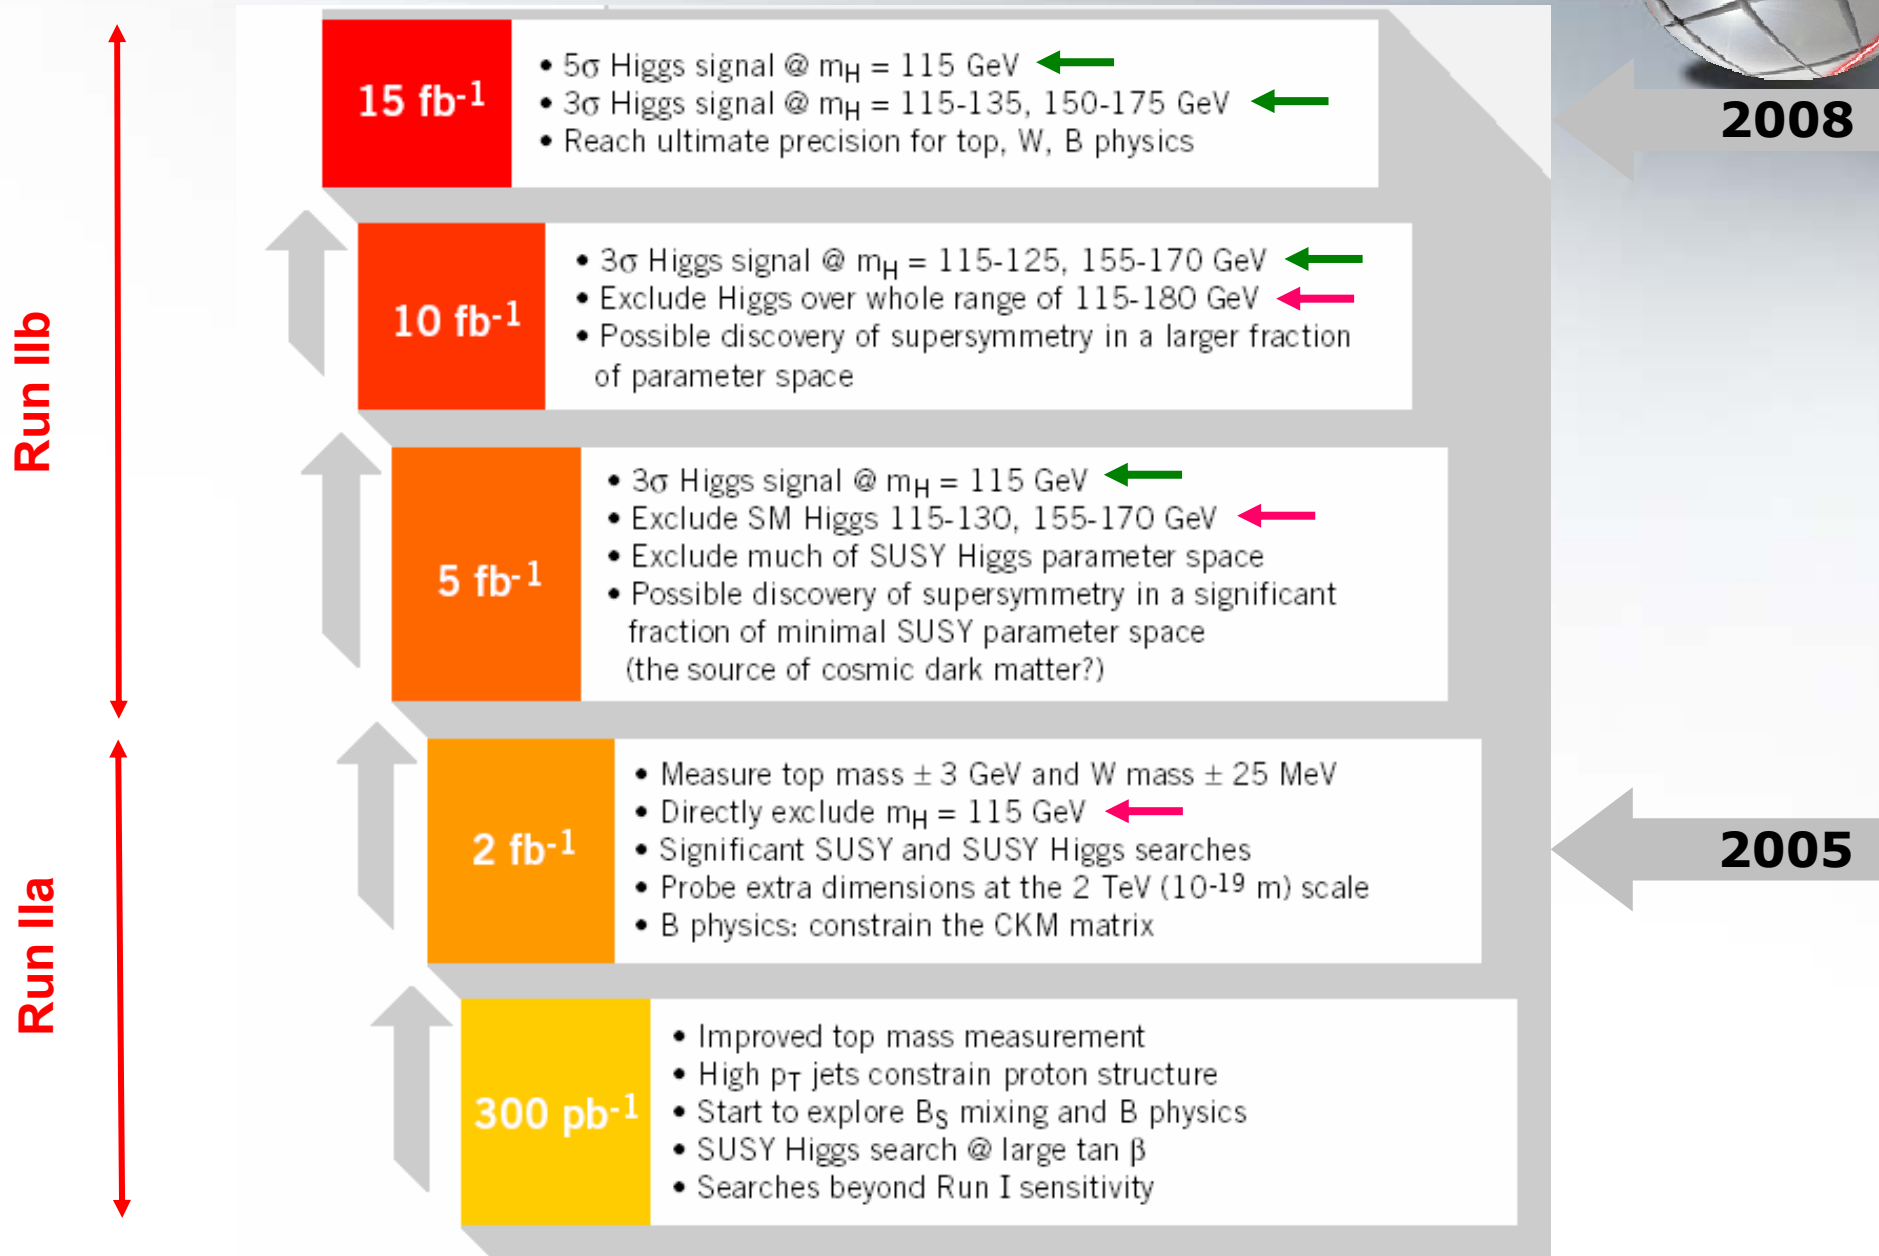 15 fb-1
• 5σ Higgs signal @ mH = 115 GeV
• 3σ Higgs signal @ mH = 115-135, 150-175 GeV
• Reach ultimate precision for top, W, B physics
2008
10 fb-1
• 3σ Higgs signal @ mH = 115-125, 155-170 GeV
• Exclude Higgs over whole range of 115-180 GeV
• Possible discovery of supersymmetry in a larger fraction
of parameter space
Run IIb
5 fb-1
• 3σ Higgs signal @ mH = 115 GeV
• Exclude SM Higgs 115-130, 155-170 GeV
• Exclude much of SUSY Higgs parameter space
• Possible discovery of supersymmetry in a significant
fraction of minimal SUSY parameter space
(the source of cosmic dark matter?)
2 fb-1
• Measure top mass ± 3 GeV and W mass ± 25 MeV
• Directly exclude mH = 115 GeV
• Significant SUSY and SUSY Higgs searches
• Probe extra dimensions at the 2 TeV (10-19 m) scale
• B physics: constrain the CKM matrix
2005
Run IIa
300 pb-1
• Improved top mass measurement
• High pT jets constrain proton structure
• Start to explore BS mixing and B physics
• SUSY Higgs search @ large tan β
• Searches beyond Run I sensitivity